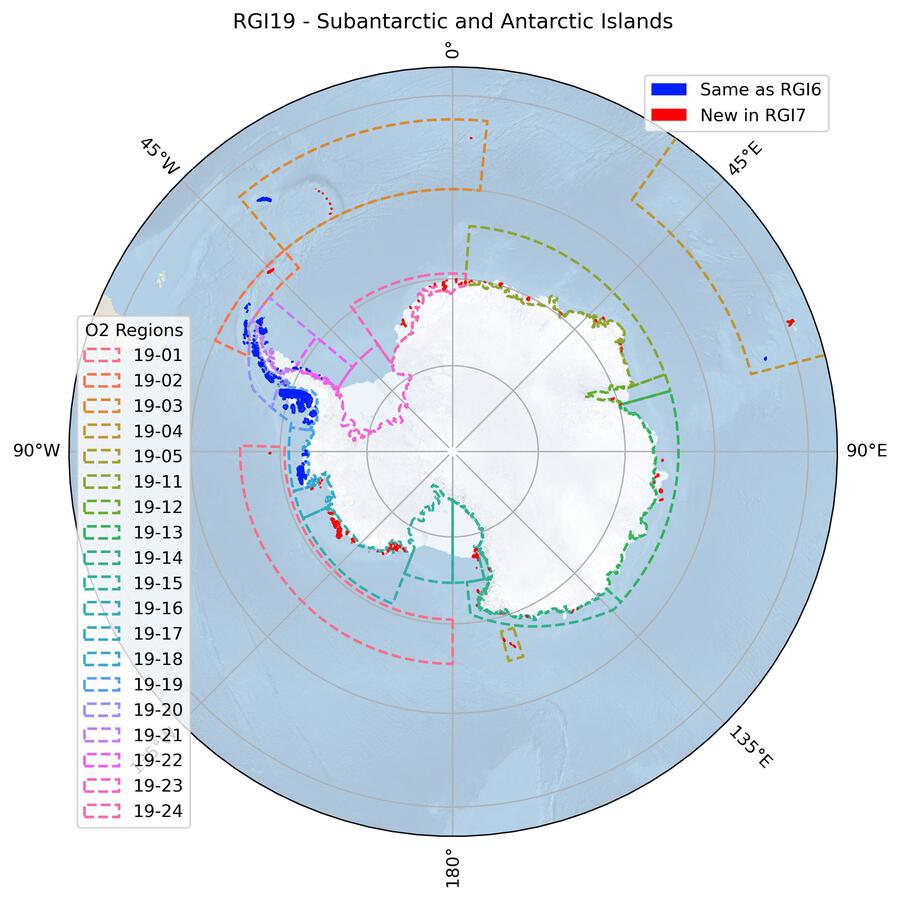 RGI19 - Subantarctic and Antarctic Islands
0°
Same as RGI6
New in RGI7
45°W
45°E
O2 Regions
19-01
19-02
19-03
19-04
19-05
19-11
19-12
19-13
19-14
19-15
19-16
19-17
19-18
19-19
19-20
19-21
19-22
19-23
19-24
90°W
90°E
135°W
135°E
180°